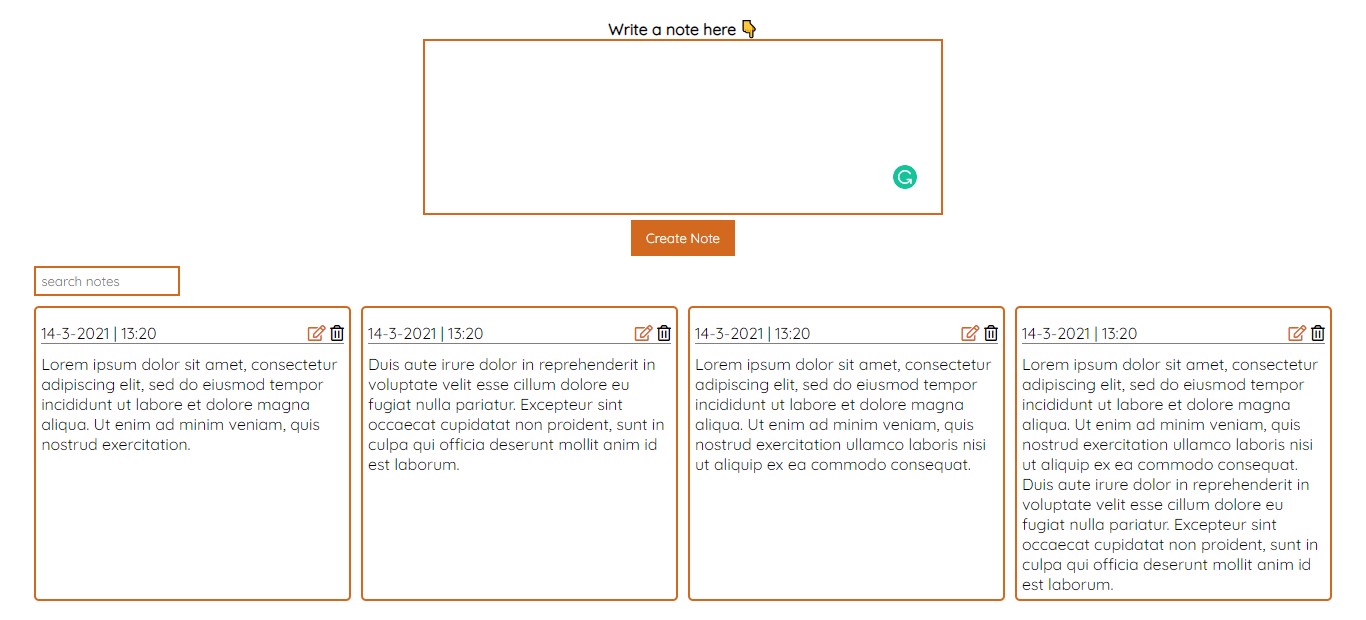 Write a note here 👇
Create Note
search notes
14-3-2021 | 13:20
Lorem ipsum dolor sit amet, consectetur
adipiscing elit, sed do eiusmod tempor
incididunt ut labore et dolore magna
aliqua. Ut enim ad minim veniam, quis
nostrud exercitation.
14-3-2021 | 13:20
Duis aute irure dolor in reprehenderit in
voluptate velit esse cillum dolore eu
fugiat nulla pariatur. Excepteur sint
occaecat cupidatat non proident, sunt in
culpa qui officia deserunt mollit anim id
est laborum.
14-3-2021 | 13:20
Lorem ipsum dolor sit amet, consectetur
adipiscing elit, sed do eiusmod tempor
incididunt ut labore et dolore magna
aliqua. Ut enim ad minim veniam, quis
nostrud exercitation ullamco laboris nisi
ut aliquip ex ea commodo consequat.
14-3-2021 | 13:20
Lorem ipsum dolor sit amet, consectetur
adipiscing elit, sed do eiusmod tempor
incididunt ut labore et dolore magna
aliqua. Ut enim ad minim veniam, quis
nostrud exercitation ullamco laboris nisi
ut aliquip ex ea commodo consequat.
Duis aute irure dolor in reprehenderit in
voluptate velit esse cillum dolore eu
fugiat nulla pariatur. Excepteur sint
occaecat cupidatat non proident, sunt in
culpa qui officia deserunt mollit anim id
est laborum.